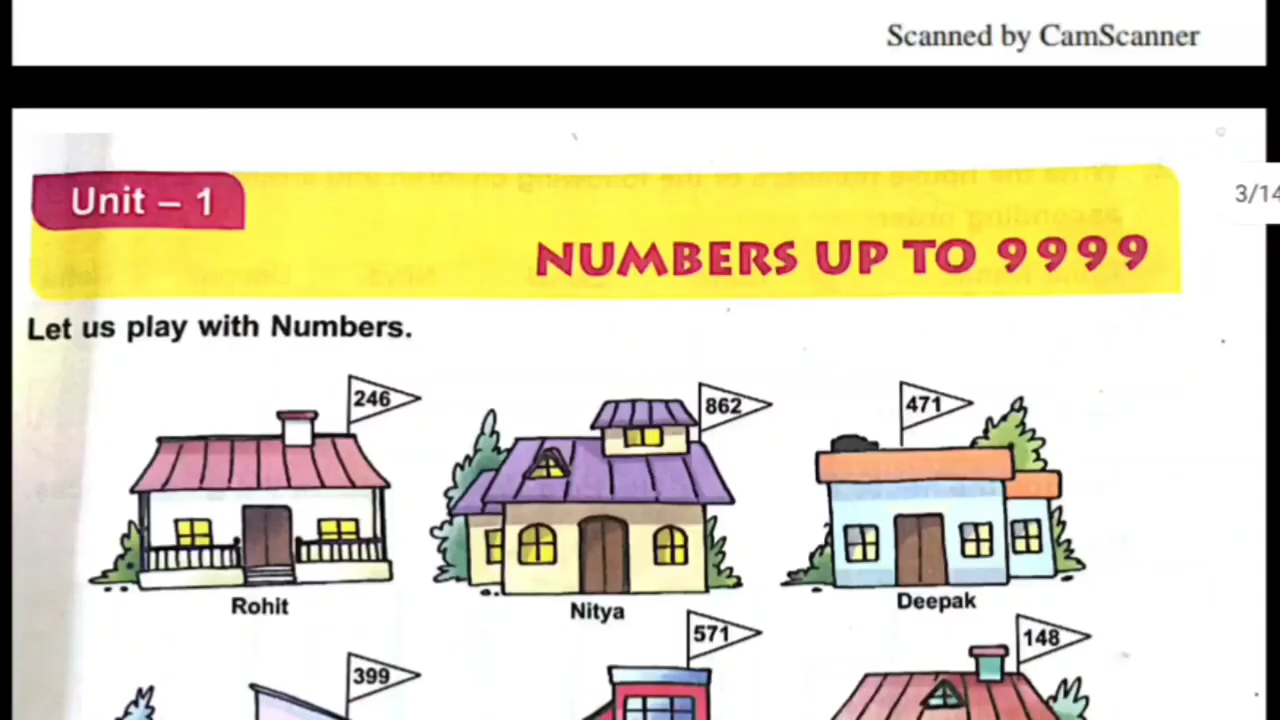 Scanned by CamScanner
3/14
Unit – 1
NUMBERS UP TO 9999
Let us play with Numbers.
246
862
471
Rohit
Nitya
Deepak
399
571
148